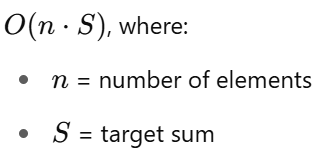 O(n · S), where:
• n = number of elements
• S = target sum